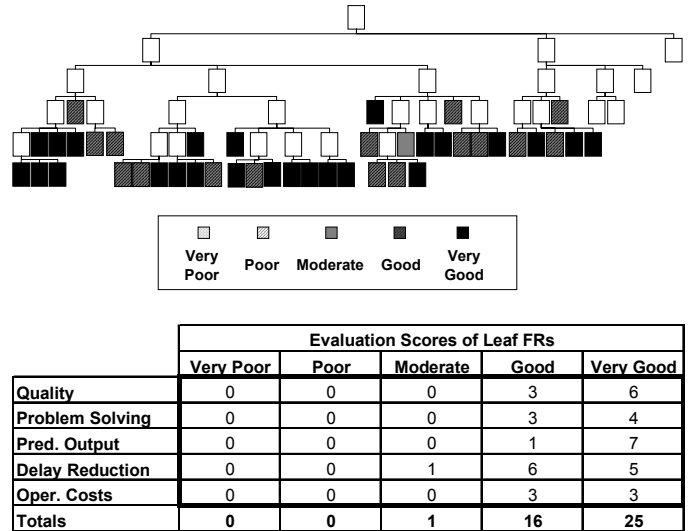 Very Poor Poor Moderate Good Very Good
Evaluation Scores of Leaf FRs
Very Poor Poor Moderate Good Very Good
Quality 0 0 0 3 6
Problem Solving 0 0 0 3 4
Pred. Output 0 0 0 1 7
Delay Reduction 0 0 1 6 5
Oper. Costs 0 0 0 3 3
Totals 0 0 1 16 25